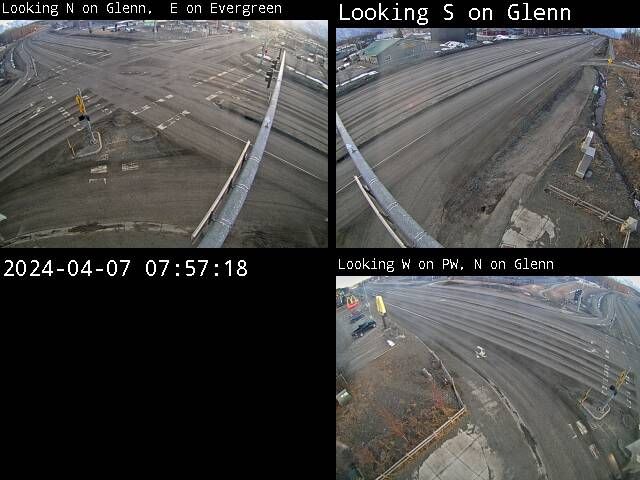 Looking N on Glenn,  E on Evergreen
Looking S on Glenn
2024-04-07 07:57:18
Looking W on PW, N on Glenn